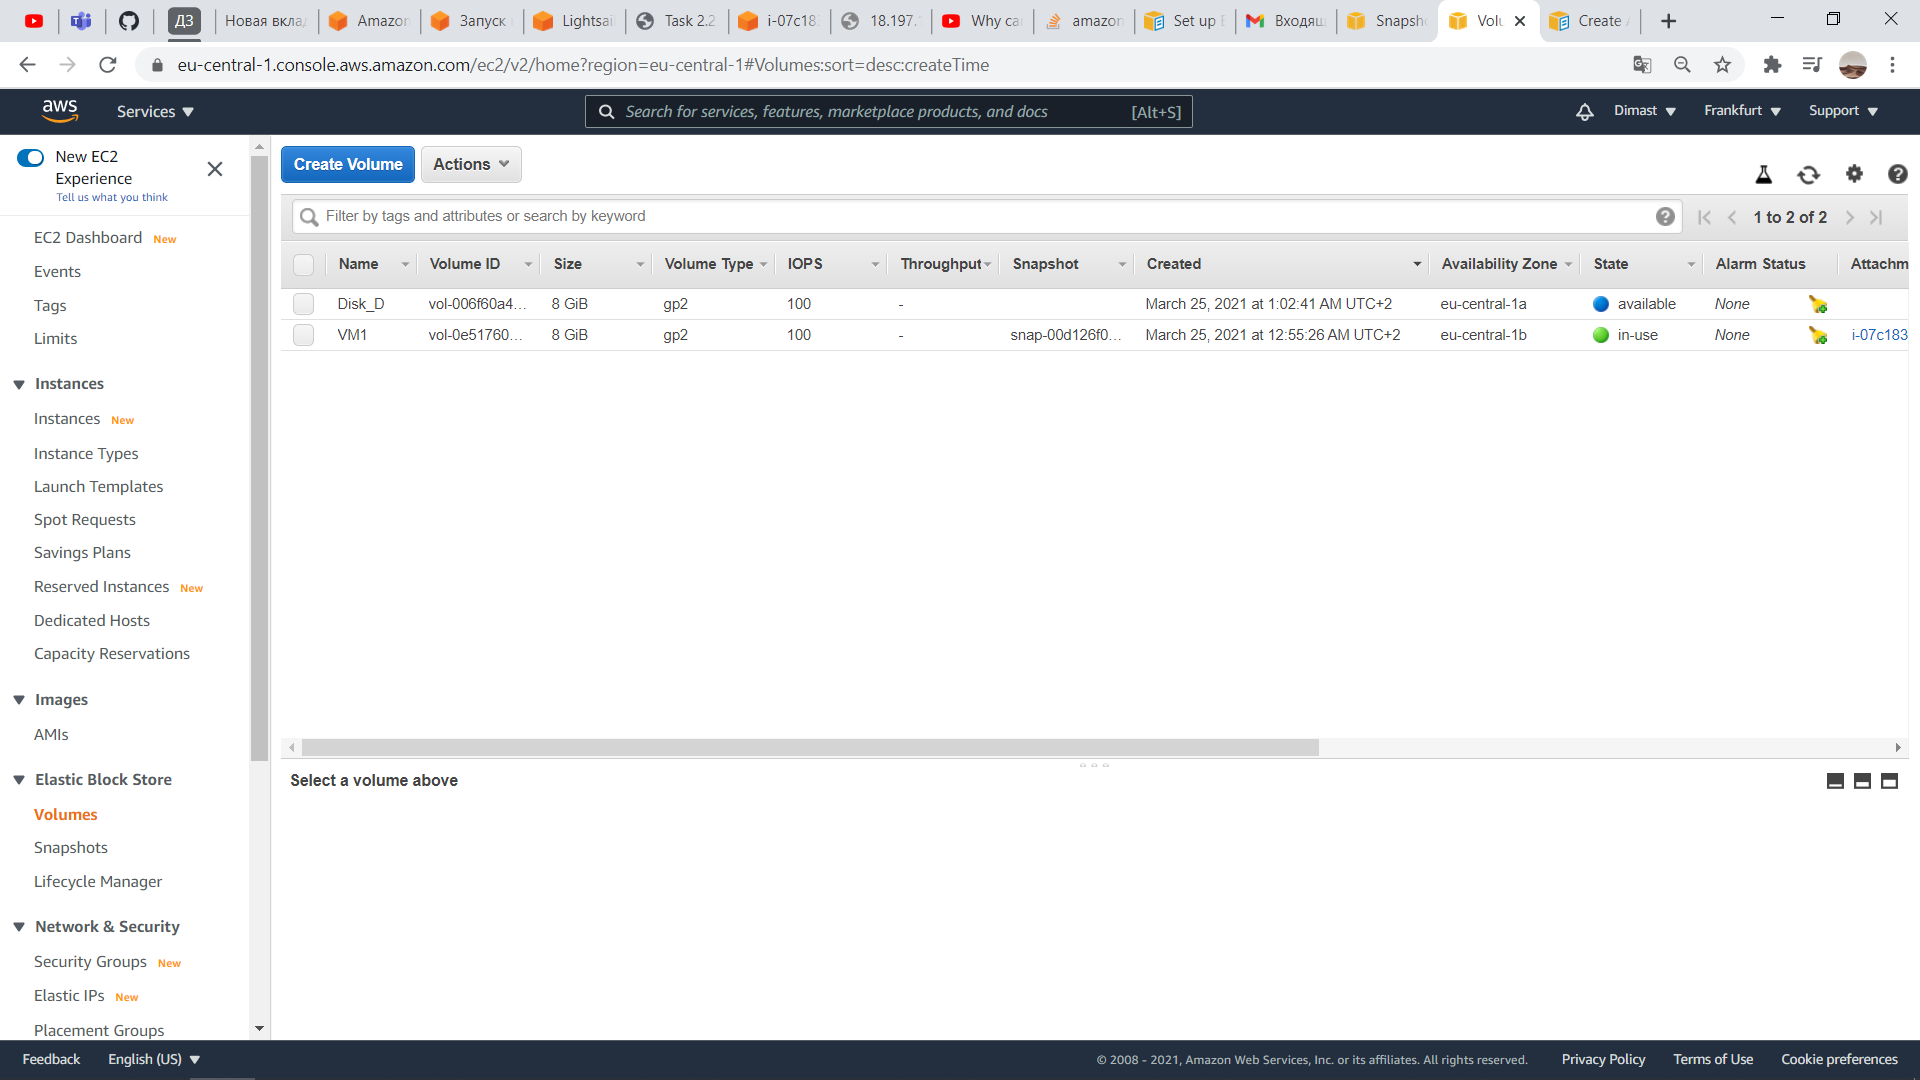 ДЗ
Новая вкла
Amazon
Запуск
Lightsai
Task 2.2
i-07c183
18.197.
Why ca
amazon
Set up E
Входящ
Snapsh
Volu
Create
eu-central-1.console.aws.amazon.com/ec2/v2/home?region=eu-central-1#Volumes:sort=desc:createTime
aws
Services
Search for services, features, marketplace products, and docs [Alt+S]
Dimast
Frankfurt
Support
New EC2
Experience
Tell us what you think
EC2 Dashboard New
Events
Tags
Limits
Instances
Instances New
Instance Types
Launch Templates
Spot Requests
Savings Plans
Reserved Instances New
Dedicated Hosts
Capacity Reservations
Images
AMIs
Elastic Block Store
Volumes
Snapshots
Lifecycle Manager
Network & Security
Security Groups New
Elastic IPs New
Placement Groups
Create Volume
Actions
Filter by tags and attributes or search by keyword
1 to 2 of 2
Name Volume ID Size Volume Type IOPS Throughput Snapshot Created Availability Zone State Alarm Status Attachm
Disk_D vol-006f60a4... 8 GiB gp2 100 - March 25, 2021 at 1:02:41 AM UTC+2 eu-central-1a available None
VM1 vol-0e51760... 8 GiB gp2 100 - snap-00d126f0... March 25, 2021 at 12:55:26 AM UTC+2 eu-central-1b in-use None i-07c183
Select a volume above
Feedback
English (US)
© 2008 - 2021, Amazon Web Services, Inc. or its affiliates. All rights reserved.
Privacy Policy
Terms of Use
Cookie preferences